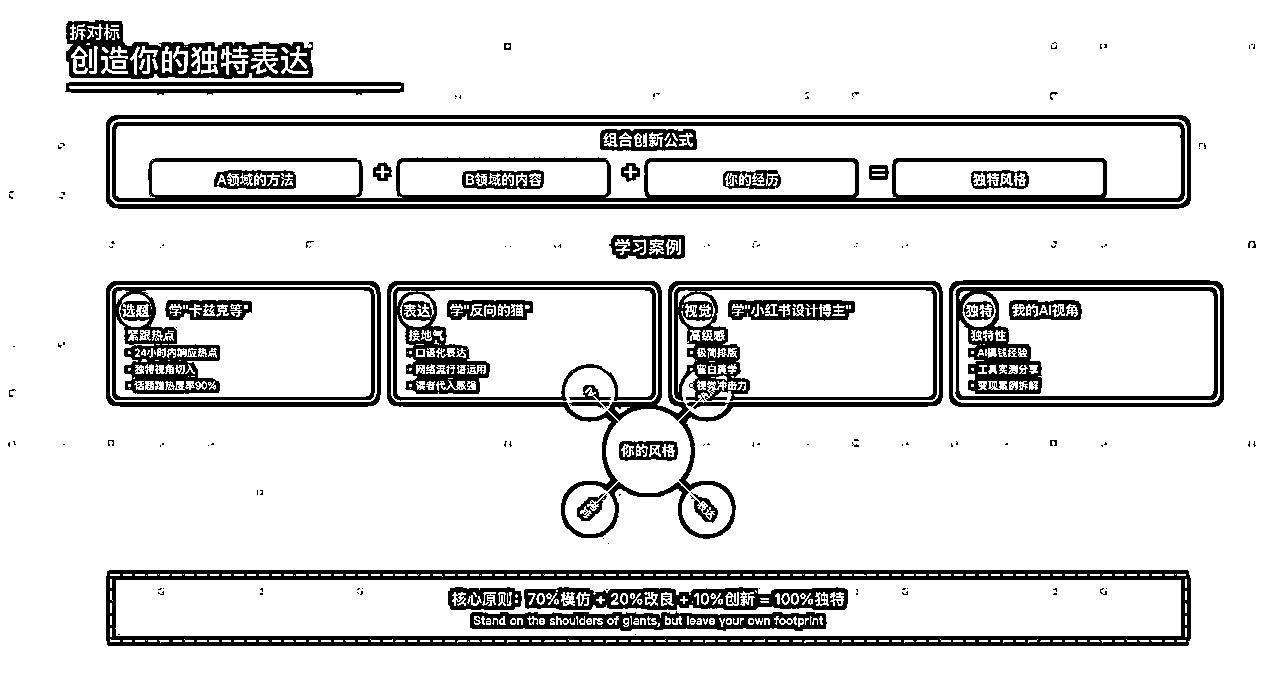 拆对标
创造你的独特表达
组合创新公式
A领域的方法 + B领域的内容 + 你的经历 = 独特风格
学习案例
选题 学"卡兹克等"
紧跟热点
24小时内响应热点
独特视角切入
话题蹭热度率90%
表达 学"反向的猫"
接地气
口语化表达
网络流行语运用
读者代入感强
视觉 学"小红书设计博主"
高级感
极简排版
留白美学
视觉冲击力
独特 我的AI视角
独特性
AI搞钱经验
工具实测分享
变现案例拆解
你的风格
表达
核心原则：70%模仿 + 20%改良 + 10%创新 = 100%独特
Stand on the shoulders of giants, but leave your own footprint